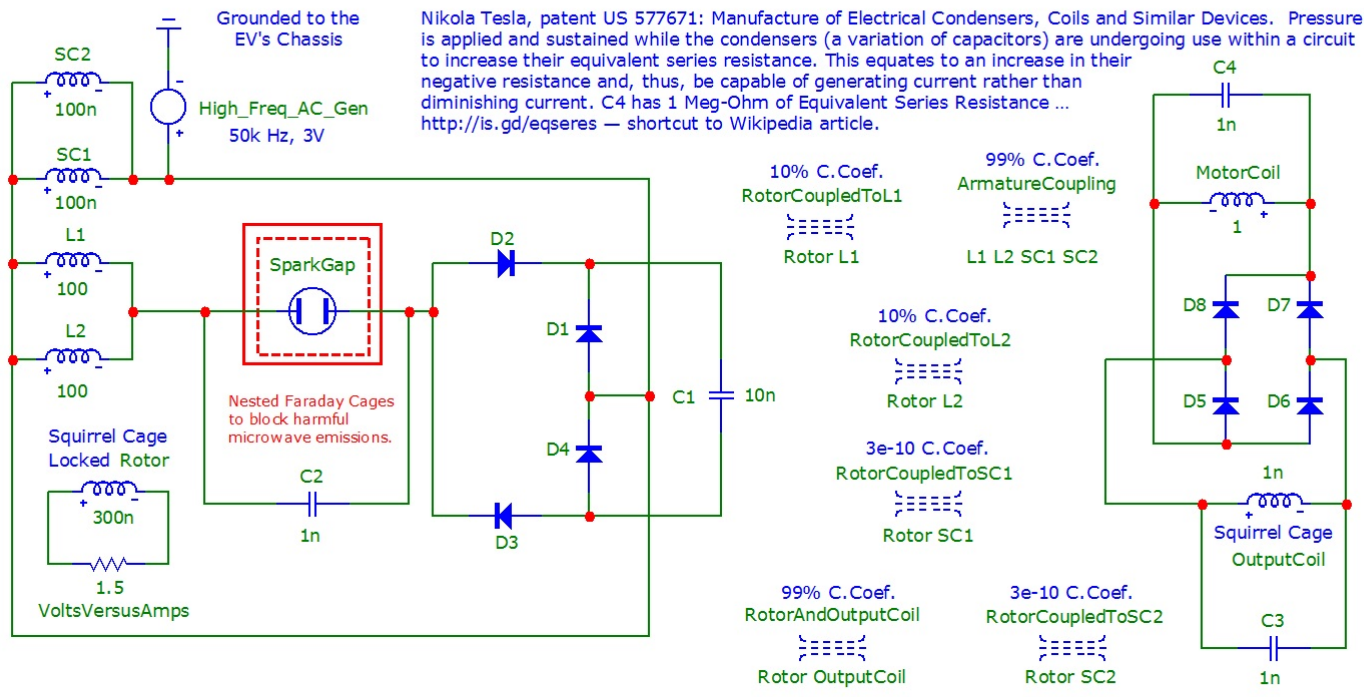 Grounded to the
EV's Chassis
Nikola Tesla, patent US 577671: Manufacture of Electrical Condensers, Coils and Similar Devices.  Pressure
is applied and sustained while the condensers (a variation of capacitors) are undergoing use within a circuit
to increase their equivalent series resistance. This equates to an increase in their
negative resistance and, thus, be capable of generating current rather than
diminishing current. C4 has 1 Meg-Ohm of Equivalent Series Resistance ...
http://is.gd/eqseres — shortcut to Wikipedia article.
SC2
+ -
100n
-
+
High_Freq_AC_Gen
50k Hz, 3V
SC1
+ -
100n
L1
+ -
100
L2
+ -
100
SparkGap
Nested Faraday Cages
to block harmful
microwave emissions.
C2
1n
Squirrel Cage
Locked Rotor
+ -
300n
1.5
VoltsVersusAmps
D2
D1
D4
D3
C1
10n
10% C.Coef.
RotorCoupledToL1
Rotor L1
99% C.Coef.
ArmatureCoupling
L1 L2 SC1 SC2
10% C.Coef.
RotorCoupledToL2
Rotor L2
3e-10 C.Coef.
RotorCoupledToSC1
Rotor SC1
99% C.Coef.
RotorAndOutputCoil
Rotor OutputCoil
3e-10 C.Coef.
RotorCoupledToSC2
Rotor SC2
C4
1n
MotorCoil
- +
1
D8
D7
D5
D6
1n
+ -
Squirrel Cage
OutputCoil
C3
1n